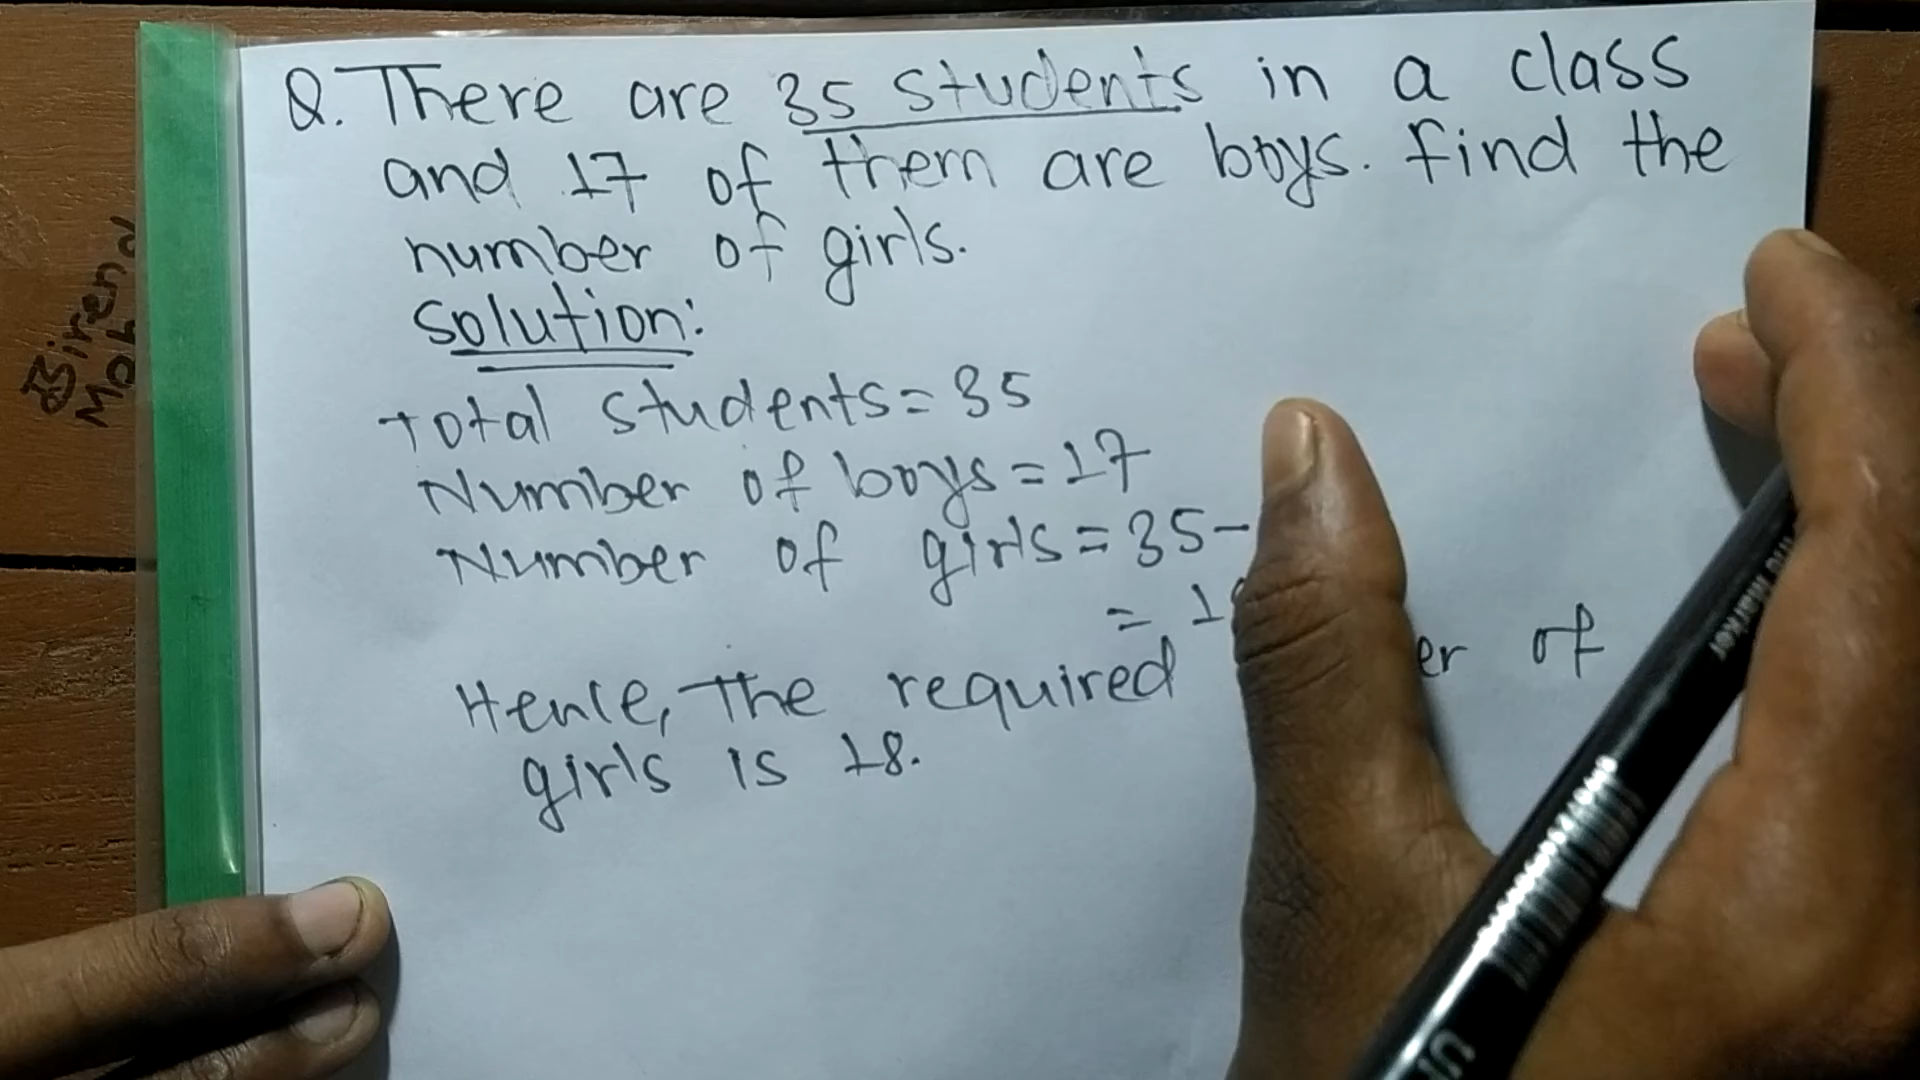 Q. There are 35 students in a class
and 17 of them are boys. Find the
number of girls.
Solution:
Total students = 35
Number of boys = 17
Number of girls = 35 -
= 1
Hence, The required er of
girls is 18.